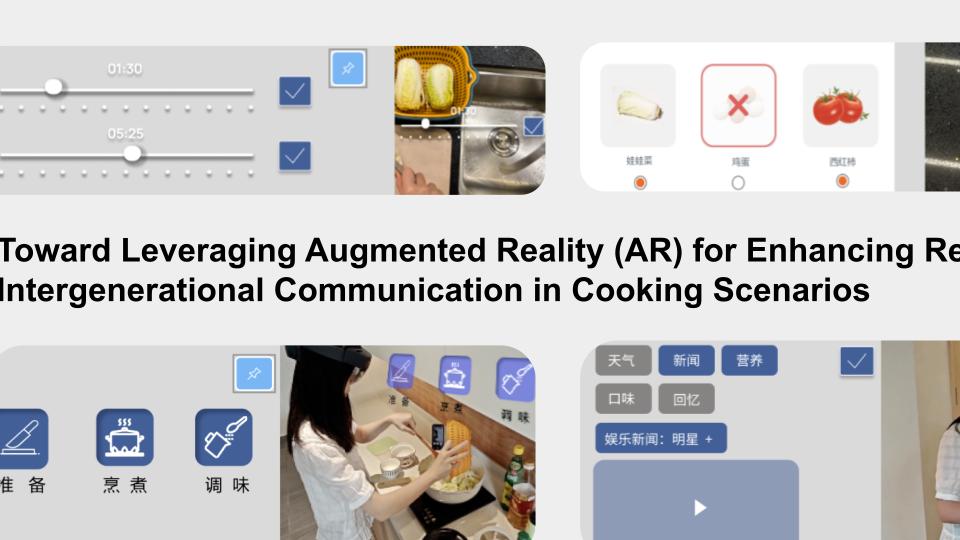 01:30
05:25
01:30
娃娃菜
鸡蛋
西红柿
Toward Leveraging Augmented Reality (AR) for Enhancing Re
Intergenerational Communication in Cooking Scenarios
准备
烹煮
调味
准备
烹煮
调味
天气
新闻
营养
口味
回忆
娱乐新闻：明星 +